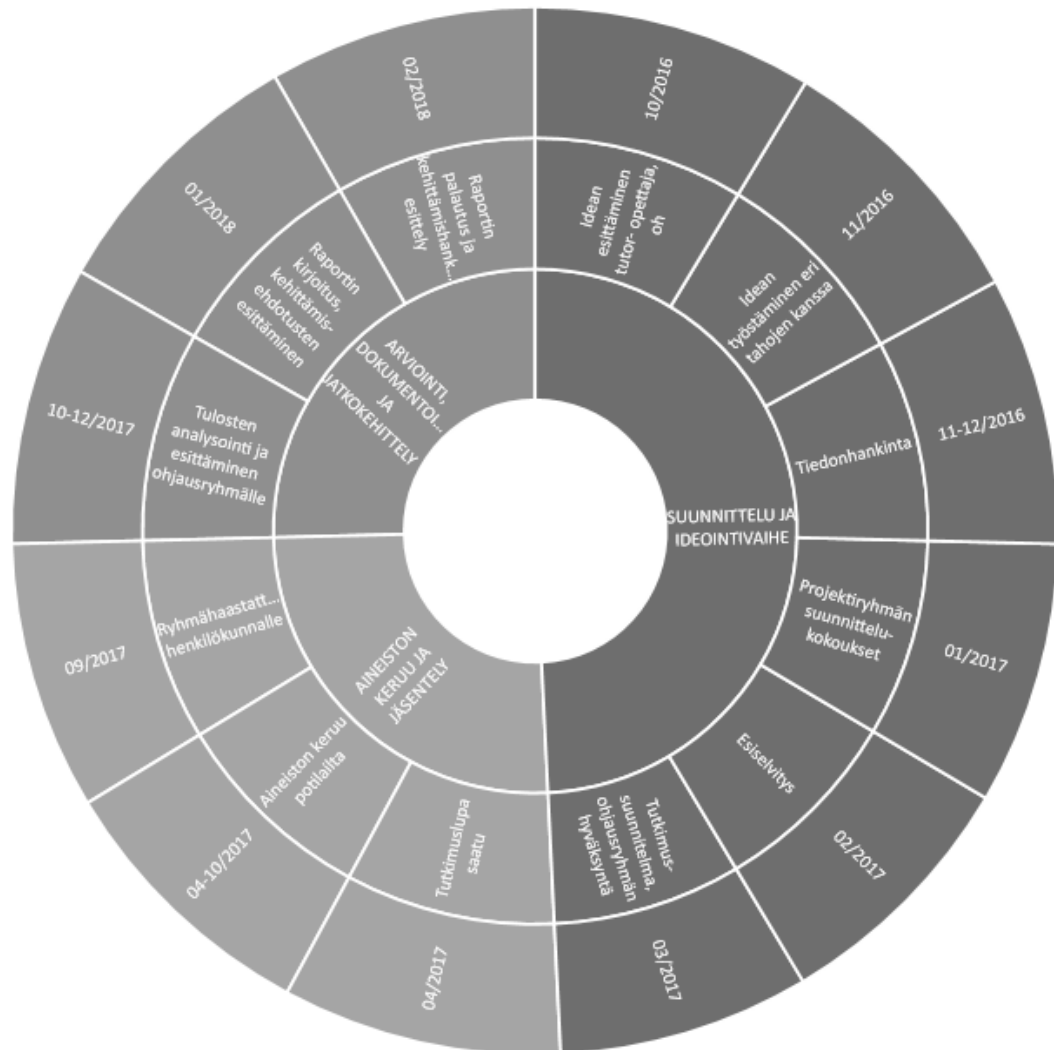 10/2016
Idean
esittäminen
tutor- opettaja,
oh
11/2016
Idean
työstäminen eri
tahojen kanssa
11-12/2016
Tiedonhankinta
01/2017
Projektiryhmän
suunnittelu-
kokoukset
02/2017
Esiselvitys
03/2017
Tutkimus-
suunnitelma,
ohjausryhmän
hyväksyntä
SUUNNITTELU JA
IDEOINTIVAIHE
04/2017
Tutkimuslupa
saatu
04-10/2017
Aineiston keruu
potilailta
09/2017
Ryhmähaastatt...
henkilökunnalle
AINEISTON
KERUU JA
JÄSENTELY
10-12/2017
Tulosten
analysointi ja
esittäminen
ohjausryhmälle
01/2018
Raportin
kirjoitus,
kehittämis-
ehdotusten
esittäminen
02/2018
Raportin
palautus ja
kehittämishank...
esittely
ARVIOINTI,
DOKUMENTOI...
JA
JATKOKEHITTELY